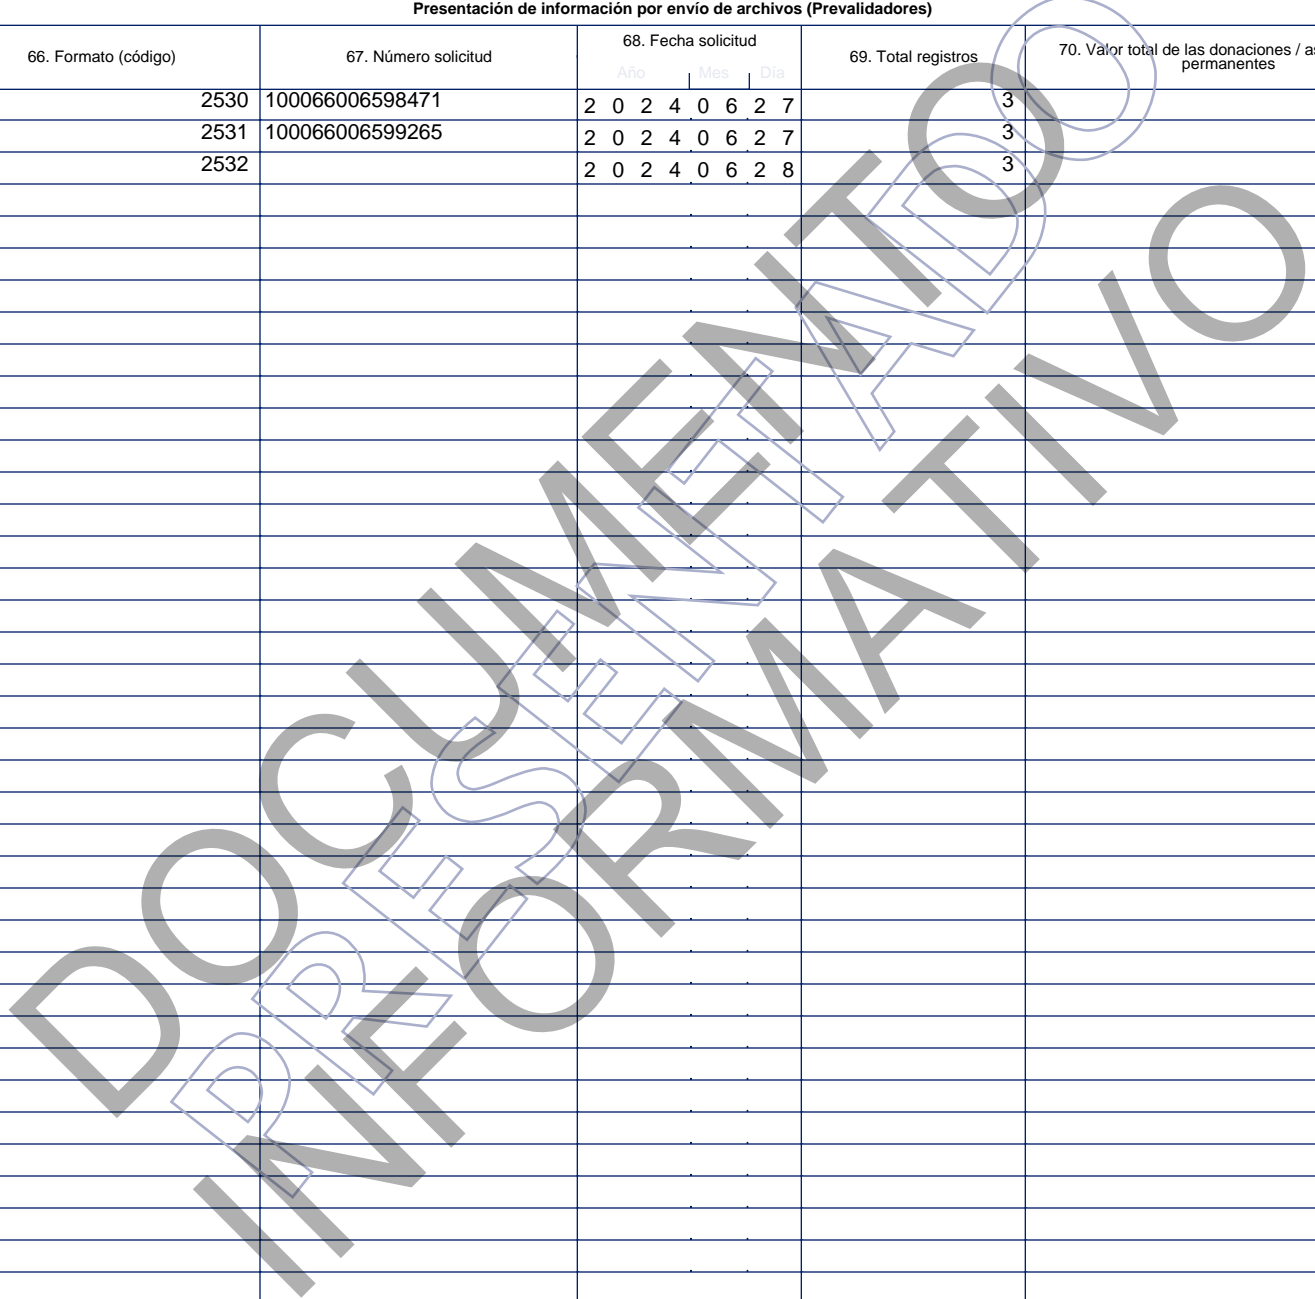 Presentación de información por envío de archivos (Prevalidadores)
66. Formato (código) 67. Número solicitud 68. Fecha solicitud 69. Total registros 70. Valor total de las donaciones / a
permanentes
Año Mes Día
2530 100066006598471 2 0 2 4 0 6 2 7 3
2531 100066006599265 2 0 2 4 0 6 2 7 3
2532 2 0 2 4 0 6 2 8 3
DOCUMENTO
INFORMATIVO
PRESENTADO